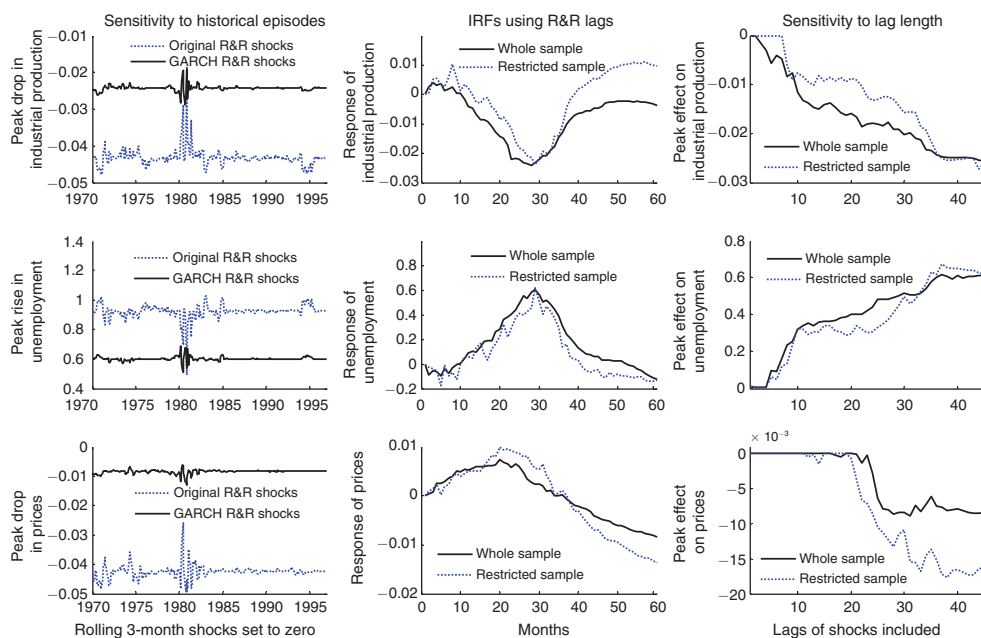 Sensitivity to historical episodes
Peak drop in
industrial production
−0.01
−0.02
−0.03
−0.04
−0.05
Original R&R shocks
GARCH R&R shocks
1970 1975 1980 1985 1990 1995
IRFs using R&R lags
Response of
industrial production
0.01
0
−0.01
−0.02
−0.03
Whole sample
Restricted sample
0 10 20 30 40 50 60
Sensitivity to lag length
Peak effect on
industrial production
0
−0.01
−0.02
−0.03
Whole sample
Restricted sample
10 20 30 40
Peak rise in
unemployment
1.4
1.2
1
0.8
0.6
0.4
Original R&R shocks
GARCH R&R shocks
1970 1975 1980 1985 1990 1995
Response of
unemployment
0.8
0.6
0.4
0.2
0
−0.2
Whole sample
Restricted sample
0 10 20 30 40 50 60
Peak effect on
unemployment
0.8
0.6
0.4
0.2
0
Whole sample
Restricted sample
10 20 30 40
Peak drop
in prices
0
−0.01
−0.02
−0.03
−0.04
−0.05
Original R&R shocks
GARCH R&R shocks
1970 1975 1980 1985 1990 1995
Rolling 3-month shocks set to zero
Response of prices
0.01
0
−0.01
−0.02
Whole sample
Restricted sample
0 10 20 30 40 50 60
Months
Peak effect
on prices
× 10−3
0
−5
−10
−15
−20
Whole sample
Restricted sample
10 20 30 40
Lags of shocks included